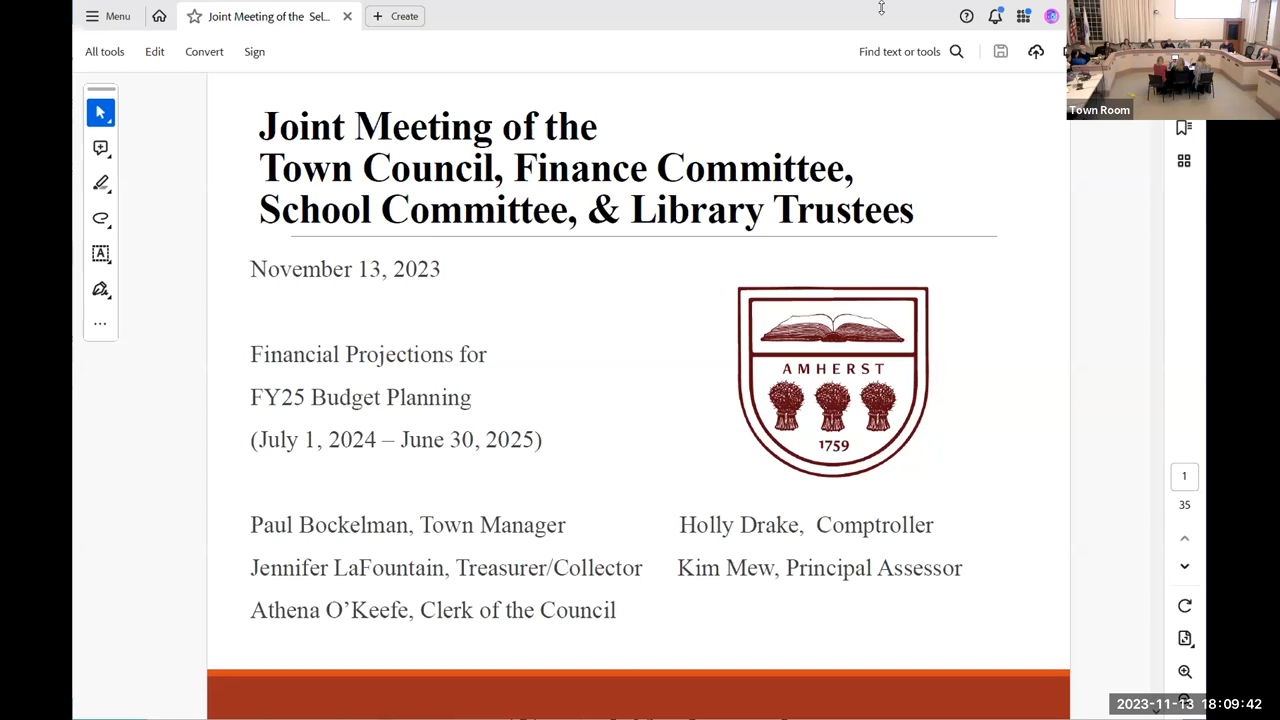 Menu
Joint Meeting of the Sel...
Create
All tools
Edit
Convert
Sign
Find text or tools
Town Room
Joint Meeting of the
Town Council, Finance Committee,
School Committee, & Library Trustees
November 13, 2023
Financial Projections for
FY25 Budget Planning
(July 1, 2024 – June 30, 2025)
AMHERST
1759
Paul Bockelman, Town Manager
Holly Drake, Comptroller
Jennifer LaFountain, Treasurer/Collector
Kim Mew, Principal Assessor
Athena O’Keefe, Clerk of the Council
1
35
2023-11-13 18:09:42